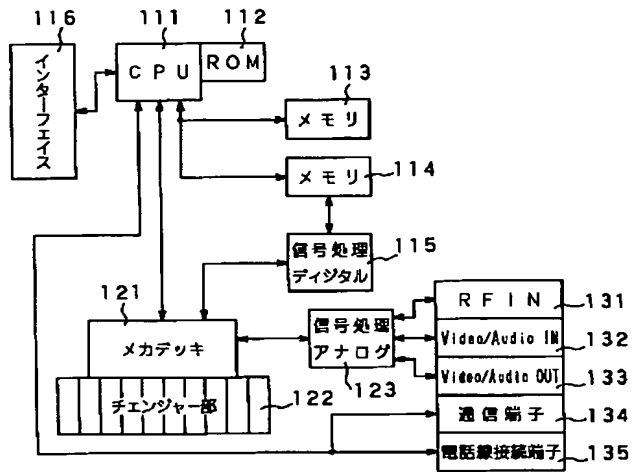 116
111
112
インターフェイス
CPU
ROM
113
メモリ
114
メモリ
信号処理
ディジタル
115
121
メカデッキ
チェンジャー部
122
信号処理
アナログ
123
RFIN
131
Video/Audio IN
132
Video/Audio OUT
133
通信端子
134
電話線接続端子
135